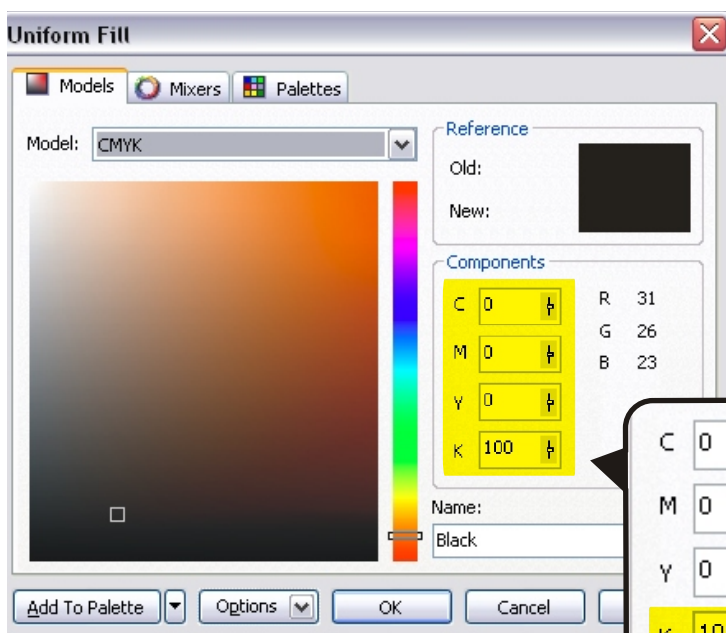 Uniform Fill
Models Mixers Palettes
Model: CMYK
Reference
Old:
New:
Components
C 0 R 31
G 26
M 0
B 23
Y 0
K 100
Name:
Black
Add To Palette Options OK Cancel
C 0
M 0
Y 0